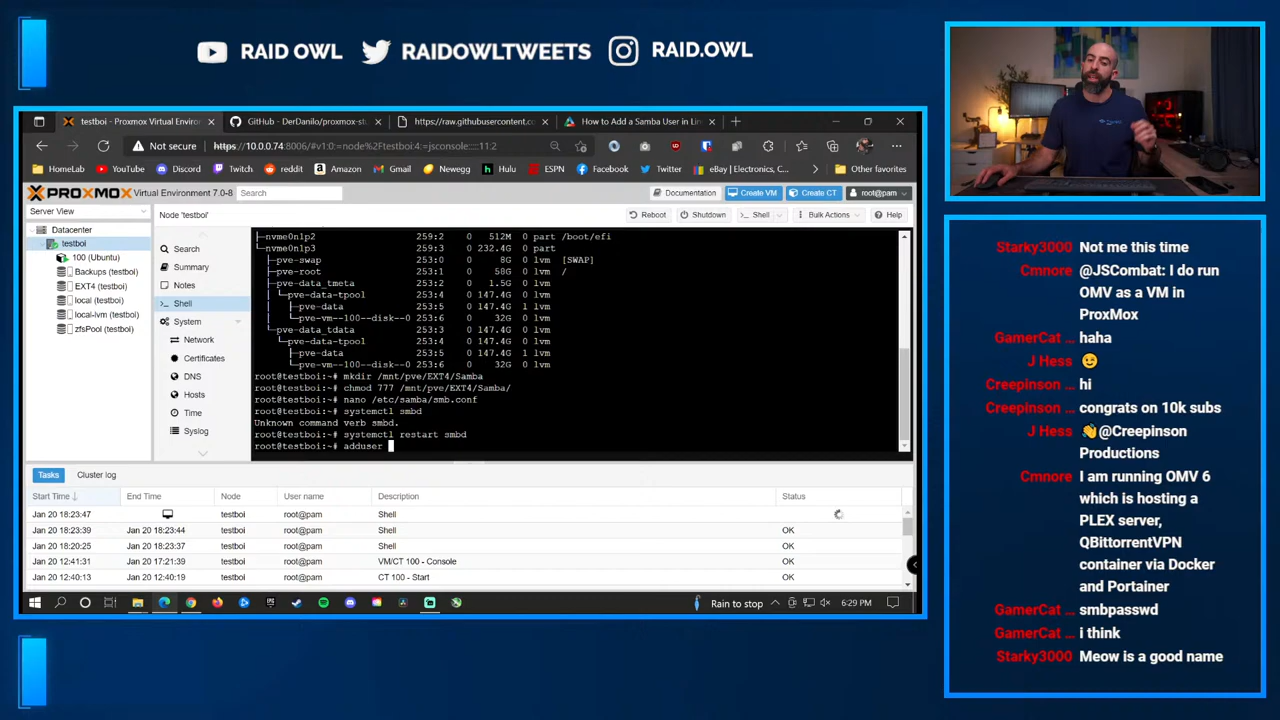 RAID OWL
RAIDOWLTWEETS
RAID.OWL
testboi - Proxmox Virtual Environ
GitHub - DerDanilo/proxmox-stu
https://raw.githubusercontent.c
How to Add a Samba User in Lin
Not secure
https://10.0.0.74:8006/#v1:0:=node%2Ftestboi:4:=jsconsole:::::11:2
HomeLab
YouTube
Discord
Twitch
reddit
Amazon
Gmail
Newegg
Hulu
ESPN
Facebook
Udemy
eBay (Electronics, C...
Other favorites
PROXMOX
Virtual Environment 7.0-8
Search
Documentation
Create VM
Create CT
root@pam
Server View
Node 'testboi'
Reboot
Shutdown
Shell
Bulk Actions
Help
Datacenter
testboi
100 (Ubuntu)
Backups (testboi)
EXT4 (testboi)
local (testboi)
local-lvm (testboi)
zfsPool (testboi)
Search
Summary
Notes
>_ Shell
System
Network
Certificates
DNS
Hosts
Time
Syslog
├─nvme0n1p2 259:2 0 512M 0 part /boot/efi
└─nvme0n1p3 259:3 0 232.4G 0 part
├─pve-swap 253:0 0 8G 0 lvm [SWAP]
├─pve-root 253:1 0 58G 0 lvm /
├─pve-data_tmeta 253:2 0 1.5G 0 lvm
│ └─pve-data-tpool 253:4 0 147.4G 0 lvm
│ ├─pve-data 253:5 0 147.4G 1 lvm
│ └─pve-vm--100--disk--0 253:6 0 32G 0 lvm
└─pve-data_tdata 253:3 0 147.4G 0 lvm
└─pve-data-tpool 253:4 0 147.4G 0 lvm
├─pve-data 253:5 0 147.4G 1 lvm
└─pve-vm--100--disk--0 253:6 0 32G 0 lvm
root@testboi:~# mkdir /mnt/pve/EXT4/Samba
root@testboi:~# chmod 777 /mnt/pve/EXT4/Samba/
root@testboi:~# nano /etc/samba/smb.conf
root@testboi:~# systemctl smbd
Unknown command verb smbd.
root@testboi:~# systemctl restart smbd
root@testboi:~# adduser
Tasks
Cluster log
Start Time
End Time
Node
User name
Description
Status
Jan 20 18:23:47 testboi root@pam Shell
Jan 20 18:23:39 Jan 20 18:23:44 testboi root@pam Shell OK
Jan 20 18:20:25 Jan 20 18:23:37 testboi root@pam Shell OK
Jan 20 12:41:31 Jan 20 17:21:39 testboi root@pam VM/CT 100 - Console OK
Jan 20 12:40:13 Jan 20 12:40:19 testboi root@pam CT 100 - Start OK
Rain to stop
6:29 PM
Starky3000 Not me this time
Cmnore @JSCombat: I do run
OMV as a VM in
ProxMox
GamerCat ... haha
J Hess 😉
Creepinson ... hi
Creepinson ... congrats on 10k subs
J Hess 👋@Creepinson
Productions
Cmnore I am running OMV 6
which is hosting a
PLEX server,
QBittorrentVPN
container via Docker
and Portainer
GamerCat ... smbpasswd
GamerCat ... i think
Starky3000 Meow is a good name